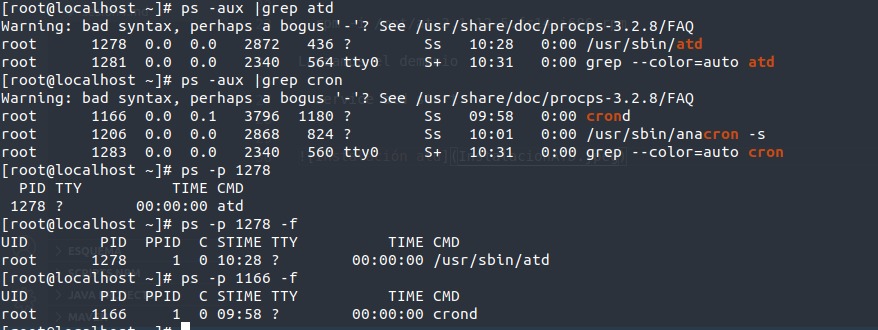 [root@localhost ~]# ps -aux |grep atd
Warning: bad syntax, perhaps a bogus '-'? See /usr/share/doc/procps-3.2.8/FAQ
root      1278  0.0  0.0   2872   436 ?        Ss   10:28   0:00 /usr/sbin/atd
root      1281  0.0  0.0   2340   564 tty0     S+   10:31   0:00 grep --color=auto atd
[root@localhost ~]# ps -aux |grep cron
Warning: bad syntax, perhaps a bogus '-'? See /usr/share/doc/procps-3.2.8/FAQ
root      1166  0.0  0.1   3796  1180 ?        Ss   09:58   0:00 crond
root      1206  0.0  0.0   2868   824 ?        Ss   10:01   0:00 /usr/sbin/anacron -s
root      1283  0.0  0.0   2340   560 tty0     S+   10:31   0:00 grep --color=auto cron
[root@localhost ~]# ps -p 1278
  PID TTY          TIME CMD
 1278 ?        00:00:00 atd
[root@localhost ~]# ps -p 1278 -f
UID        PID  PPID  C STIME TTY          TIME CMD
root      1278     1  0 10:28 ?        00:00:00 /usr/sbin/atd
[root@localhost ~]# ps -p 1166 -f
UID        PID  PPID  C STIME TTY          TIME CMD
root      1166     1  0 09:58 ?        00:00:00 crond
[root@localhost ~]#